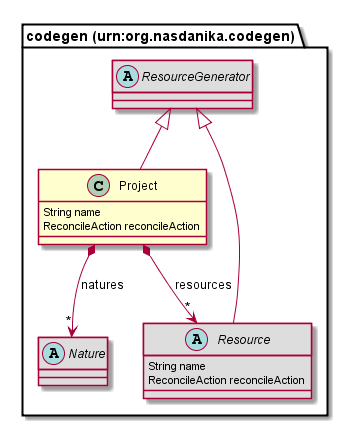 codegen (urn:org.nasdanika.codegen)
A ResourceGenerator
C Project
String name
ReconcileAction reconcileAction
natures
resources
*
*
A Nature
A Resource
String name
ReconcileAction reconcileAction